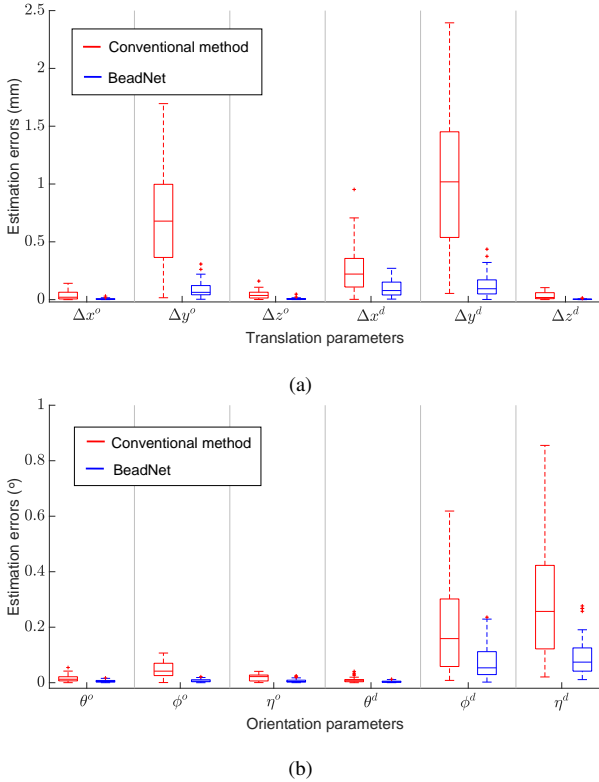 2.5
2
1.5
1
0.5
0
Estimation errors (mm)
Conventional method
BeadNet
Δx^o Δy^o Δz^o Δx^d Δy^d Δz^d
Translation parameters
(a)
1
0.8
0.6
0.4
0.2
0
Estimation errors (°)
Conventional method
BeadNet
θ^o ϕ^o η^o θ^d ϕ^d η^d
Orientation parameters
(b)